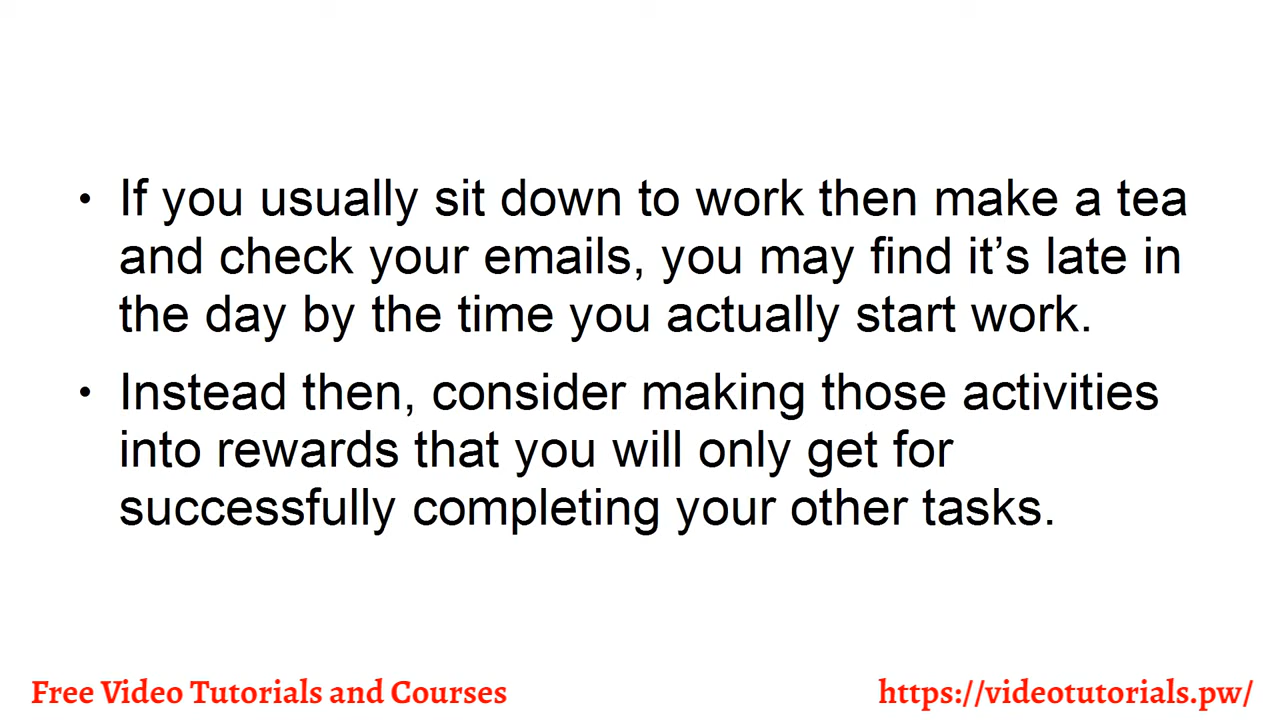 • If you usually sit down to work then make a tea
and check your emails, you may find it’s late in
the day by the time you actually start work.
• Instead then, consider making those activities
into rewards that you will only get for
successfully completing your other tasks.
Free Video Tutorials and Courses
https://videotutorials.pw/